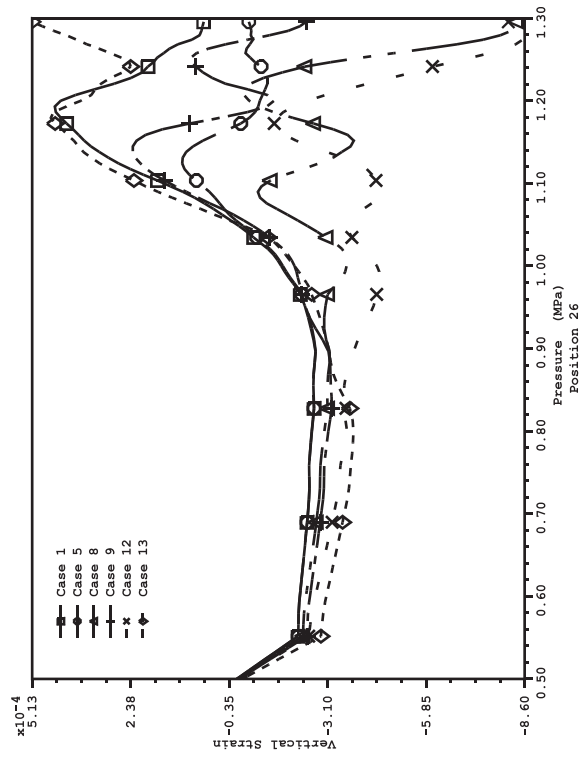 x10-4
5.13
2.38
-0.35
-3.10
-5.85
-8.60
Vertical Strain
Case 1
Case 5
Case 8
Case 9
Case 12
Case 13
0.50
0.60
0.70
0.80
0.90
1.00
1.10
1.20
1.30
Pressure (MPa)
Position 26